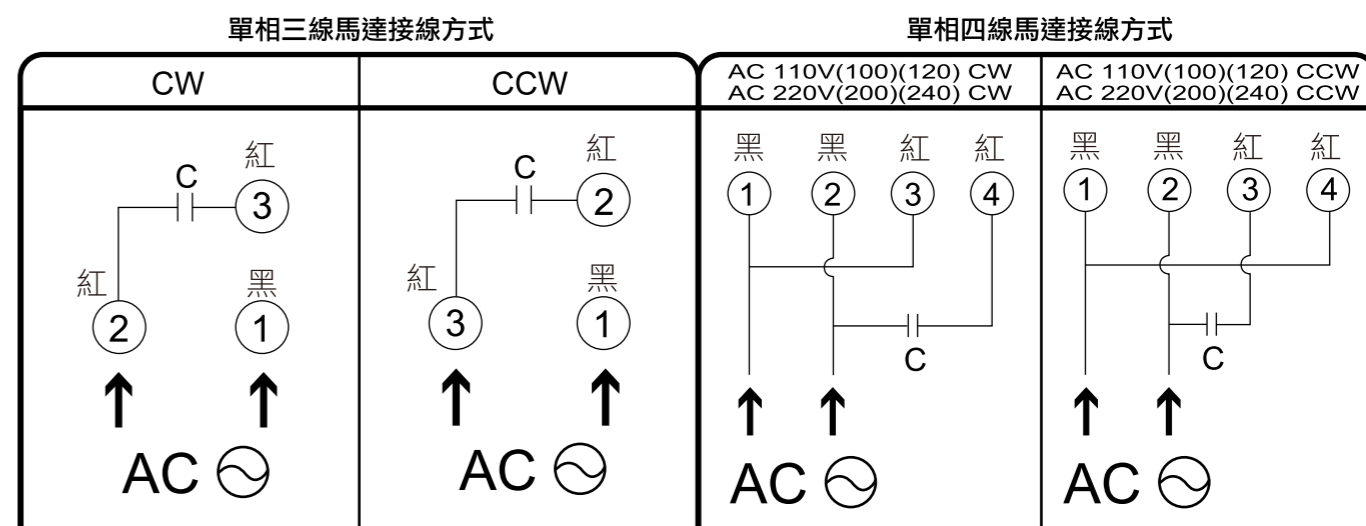 單相三線馬達接線方式
單相四線馬達接線方式
CW
CCW
AC 110V(100)(120) CW
AC 220V(200)(240) CW
AC 110V(100)(120) CCW
AC 220V(200)(240) CCW
紅
C
3
紅
2
黑
1
AC
紅
C
2
紅
3
黑
1
AC
黑 黑 紅 紅
1 2 3 4
C
AC
黑 黑 紅 紅
1 2 3 4
C
AC